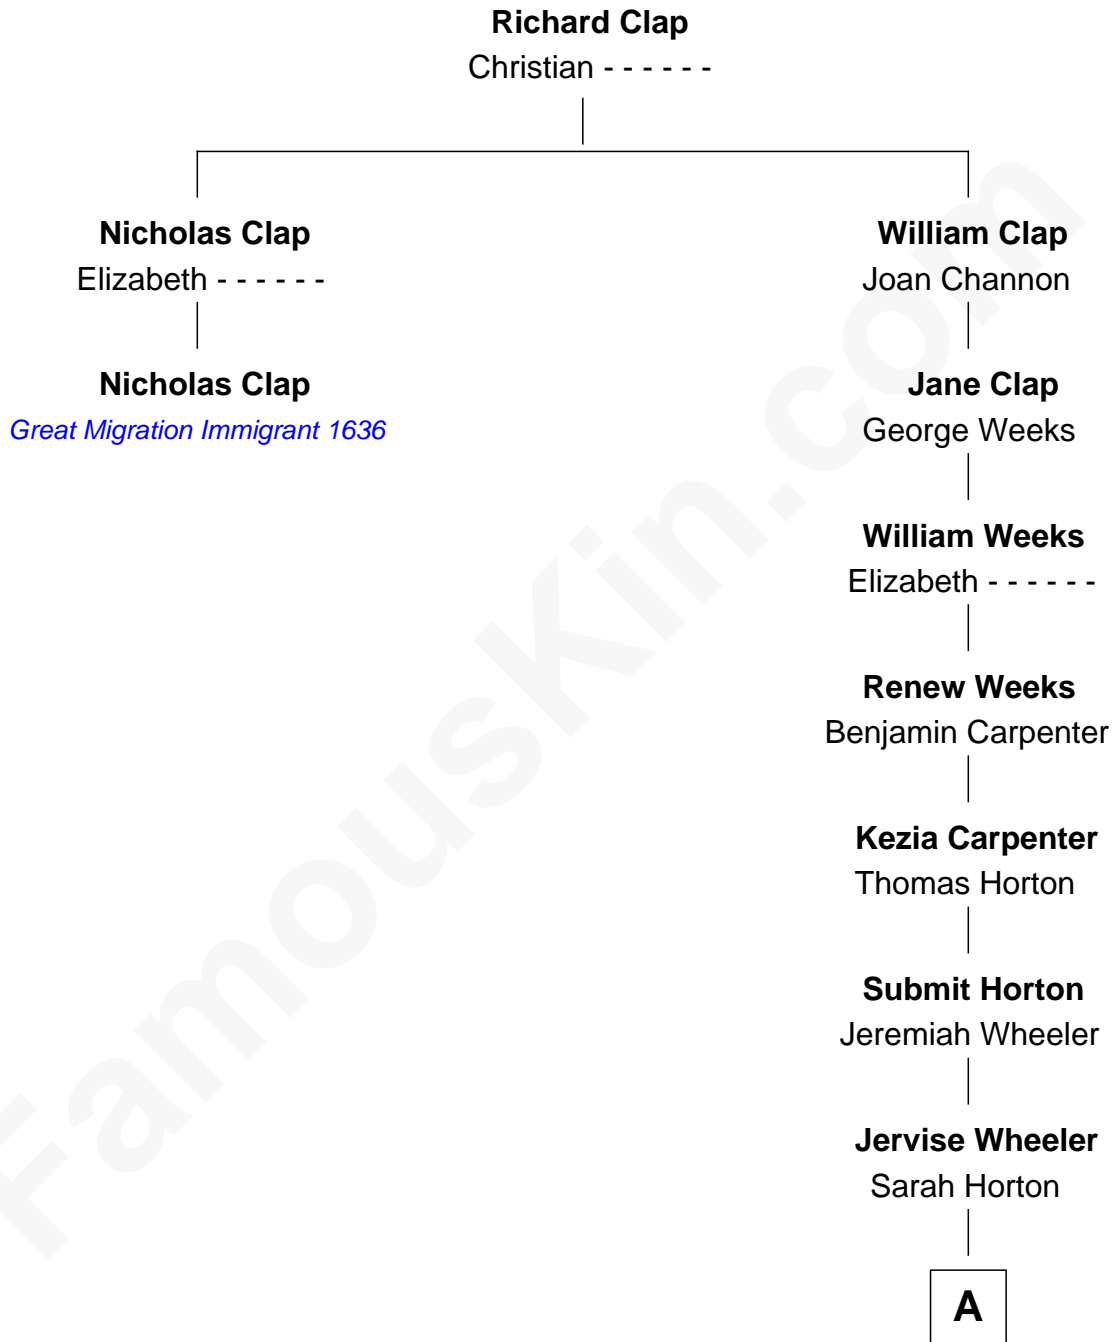 Richard Clap
Christian - - - - - -
Nicholas Clap
Elizabeth - - - - - -
Nicholas Clap
Great Migration Immigrant 1636
William Clap
Joan Channon
Jane Clap
George Weeks
William Weeks
Elizabeth - - - - - -
Renew Weeks
Benjamin Carpenter
Kezia Carpenter
Thomas Horton
Submit Horton
Jeremiah Wheeler
Jervise Wheeler
Sarah Horton
A
FamousKin.com